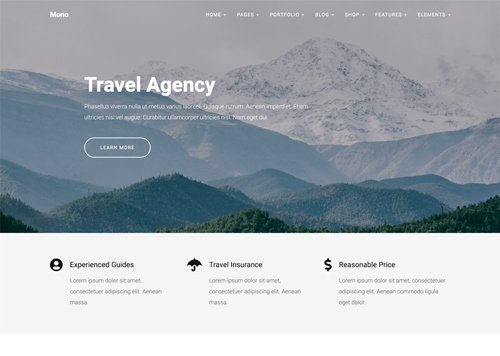 Mono
HOME PAGES PORTFOLIO BLOG SHOP FEATURES ELEMENTS
Travel Agency
Phasellus viverra nulla ut metus varius laoreet. Quisque rutrum. Aenean imperdiet. Etiam
ultricies nisi vel augue. Curabitur ullamcorper ultricies nisi. Nam eget dui.
LEARN MORE
Experienced Guides
Lorem ipsum dolor sit amet,
consectetuer adipiscing elit. Aenean
massa.
Travel Insurance
Lorem ipsum dolor sit amet,
consectetuer adipiscing elit. Aenean
massa.
Reasonable Price
Lorem ipsum dolor sit amet, consectetuer
adipiscing elit. Aenean commodo ligula
eget dolor.